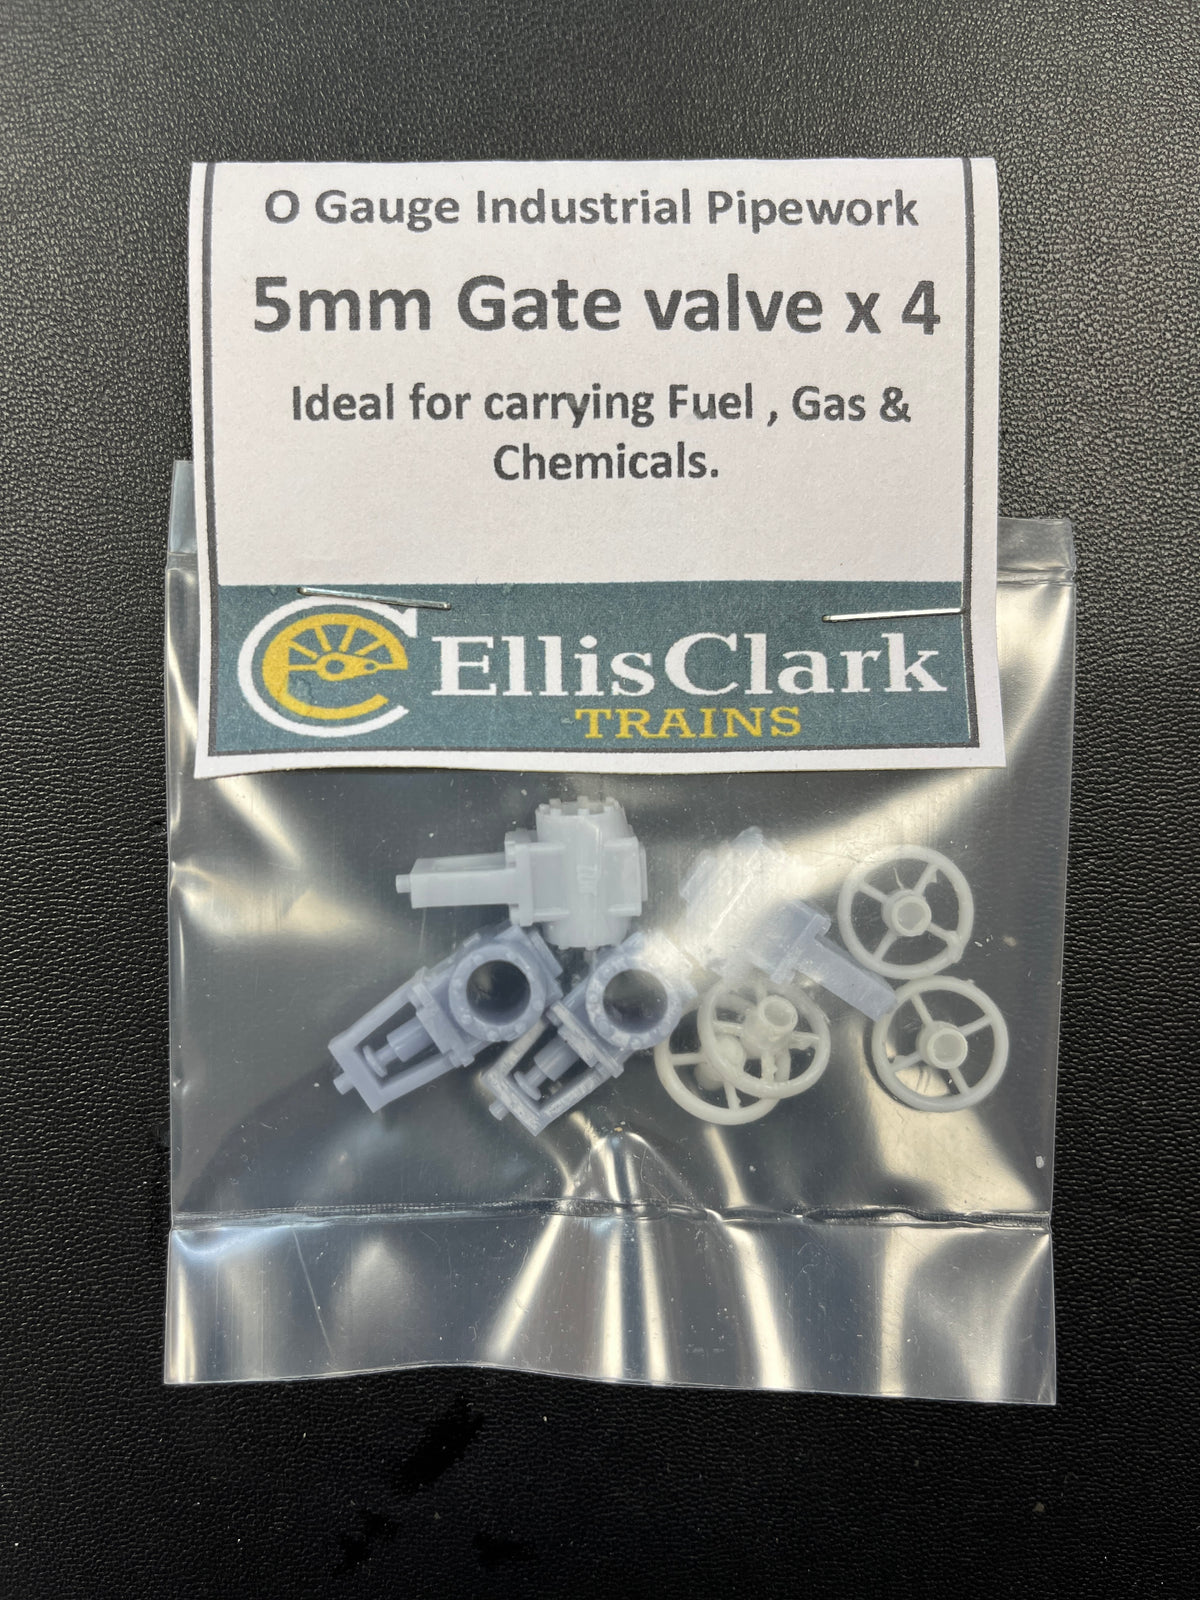 O Gauge Industrial Pipework
5mm Gate valve x 4
Ideal for carrying Fuel , Gas &
Chemicals.
EllisClark
TRAINS